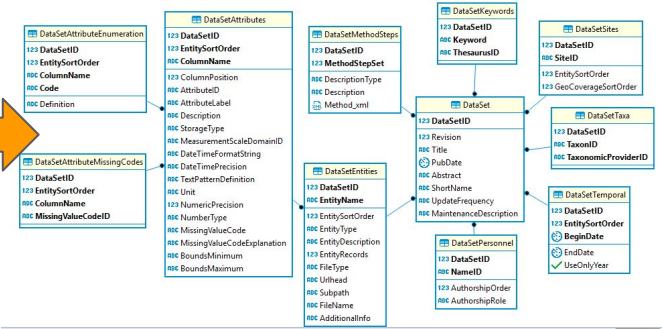 DataSetAttributeEnumeration
123 DataSetID
123 EntitySortOrder
ABC ColumnName
ABC Code
ABC Definition
DataSetAttributeMissingCodes
123 DataSetID
123 EntitySortOrder
ABC ColumnName
ABC MissingValueCodeID
DataSetAttributes
123 DataSetID
123 EntitySortOrder
ABC ColumnName
123 ColumnPosition
ABC AttributeID
ABC AttributeLabel
ABC Description
ABC StorageType
ABC MeasurementScaleDomainID
ABC DateTimeFormatString
ABC DateTimePrecision
ABC TextPatternDefinition
ABC Unit
123 NumericPrecision
ABC NumberType
ABC MissingValueCode
ABC MissingValueCodeExplanation
ABC BoundsMinimum
ABC BoundsMaximum
DataSetMethodSteps
123 DataSetID
123 MethodStepSet
ABC DescriptionType
ABC Description
Method_xml
DataSetEntities
123 DataSetID
ABC EntityName
123 EntitySortOrder
ABC EntityType
ABC EntityDescription
123 EntityRecords
ABC FileType
ABC Urlhead
ABC Subpath
ABC FileName
ABC AdditionalInfo
DataSetKeywords
123 DataSetID
ABC Keyword
ABC ThesaurusID
DataSet
123 DataSetID
123 Revision
ABC Title
PubDate
ABC Abstract
ABC ShortName
ABC UpdateFrequency
ABC MaintenanceDescription
DataSetPersonnel
123 DataSetID
ABC NameID
123 AuthorshipOrder
ABC AuthorshipRole
DataSetSites
123 DataSetID
ABC SiteID
123 EntitySortOrder
123 GeoCoverageSortOrder
DataSetTaxa
123 DataSetID
ABC TaxonID
ABC TaxonomicProviderID
DataSetTemporal
123 DataSetID
123 EntitySortOrder
BeginDate
EndDate
UseOnlyYear